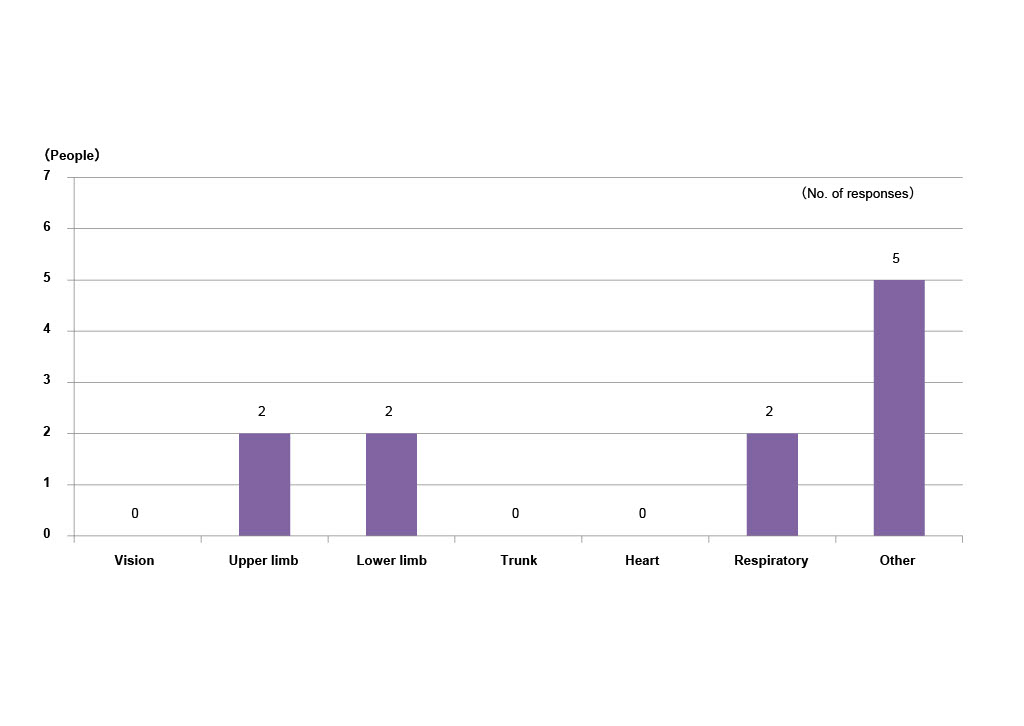 （People）
7
（No. of responses）
6
5
5
4
3
2 2 2
2
1
0 0 0
0
Vision Upper limb Lower limb Trunk Heart Respiratory Other